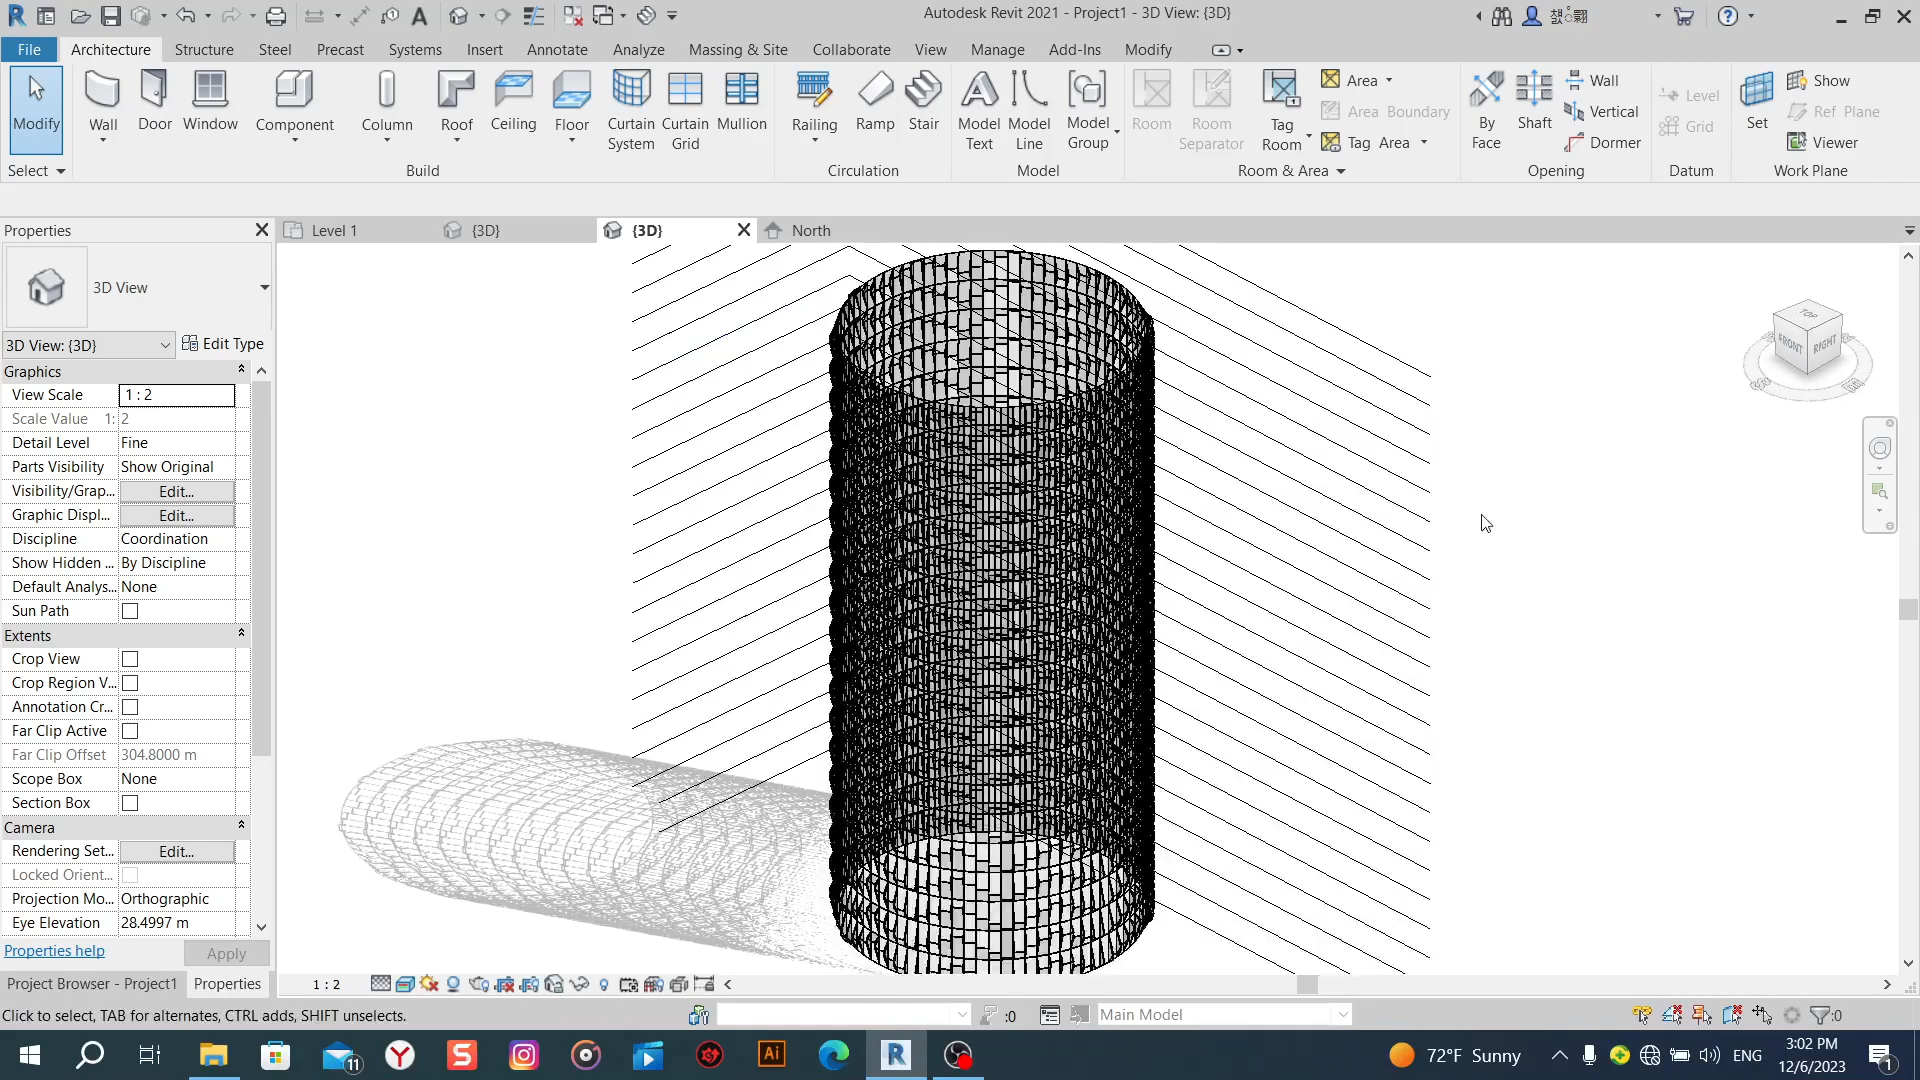 Autodesk Revit 2021 - Project1 - 3D View: {3D}
File Architecture Structure Steel Precast Systems Insert Annotate Analyze Massing & Site Collaborate View Manage Add-Ins Modify
Modify Wall Door Window Component Column Roof Ceiling Floor Curtain System Curtain Grid Mullion Railing Ramp Stair Model Text Model Line Model Group Room Room Separator Tag Room
Area
Area Boundary
Tag Area
By Face
Shaft
Wall
Vertical
Dormer
Level
Grid
Set
Show
Ref Plane
Viewer
Select Build Circulation Model Room & Area Opening Datum Work Plane
Properties
Level 1 {3D} {3D} North
3D View
3D View: {3D} Edit Type
Graphics
View Scale 1 : 2
Scale Value 1: 2
Detail Level Fine
Parts Visibility Show Original
Visibility/Grap... Edit...
Graphic Displ... Edit...
Discipline Coordination
Show Hidden ... By Discipline
Default Analys... None
Sun Path
Extents
Crop View
Crop Region V...
Annotation Cr...
Far Clip Active
Far Clip Offset 304.8000 m
Scope Box None
Section Box
Camera
Rendering Set... Edit...
Locked Orient...
Projection Mo... Orthographic
Eye Elevation 28.4997 m
Properties help Apply
Project Browser - Project1 Properties
TOP
FRONT RIGHT
1 : 2
Click to select, TAB for alternates, CTRL adds, SHIFT unselects.
:0 Main Model :0
11
Ai
72°F Sunny ENG
3:02 PM
12/6/2023
1